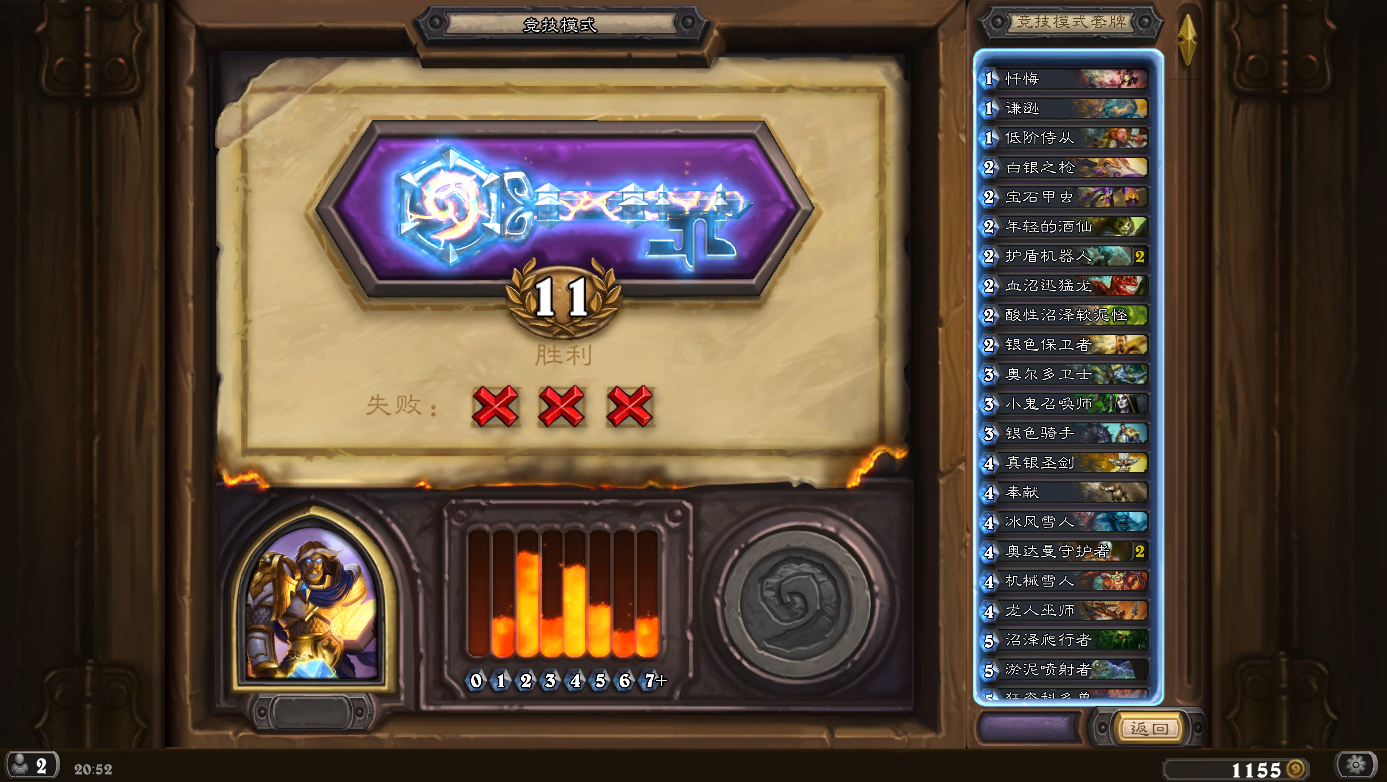 竞技模式
竞技模式套牌
11
胜利
失败：
1 忏悔
1 谦逊
1 低阶侍从
2 白银之枪
2 宝石甲虫
2 年轻的酒仙
2 护盾机器人 2
2 血沼迅猛龙
2 酸性沼泽软泥怪
2 银色保卫者
3 奥尔多卫士
3 小鬼召唤师
3 银色骑手
4 真银圣剑
4 奉献
4 冰风雪人
4 奥达曼守护者 2
4 机械雪人
4 龙人巫师
5 沼泽爬行者
5 淤泥喷射者
5 狂奔科多兽
0 1 2 3 4 5 6 7+
返回
2
20:52
1155